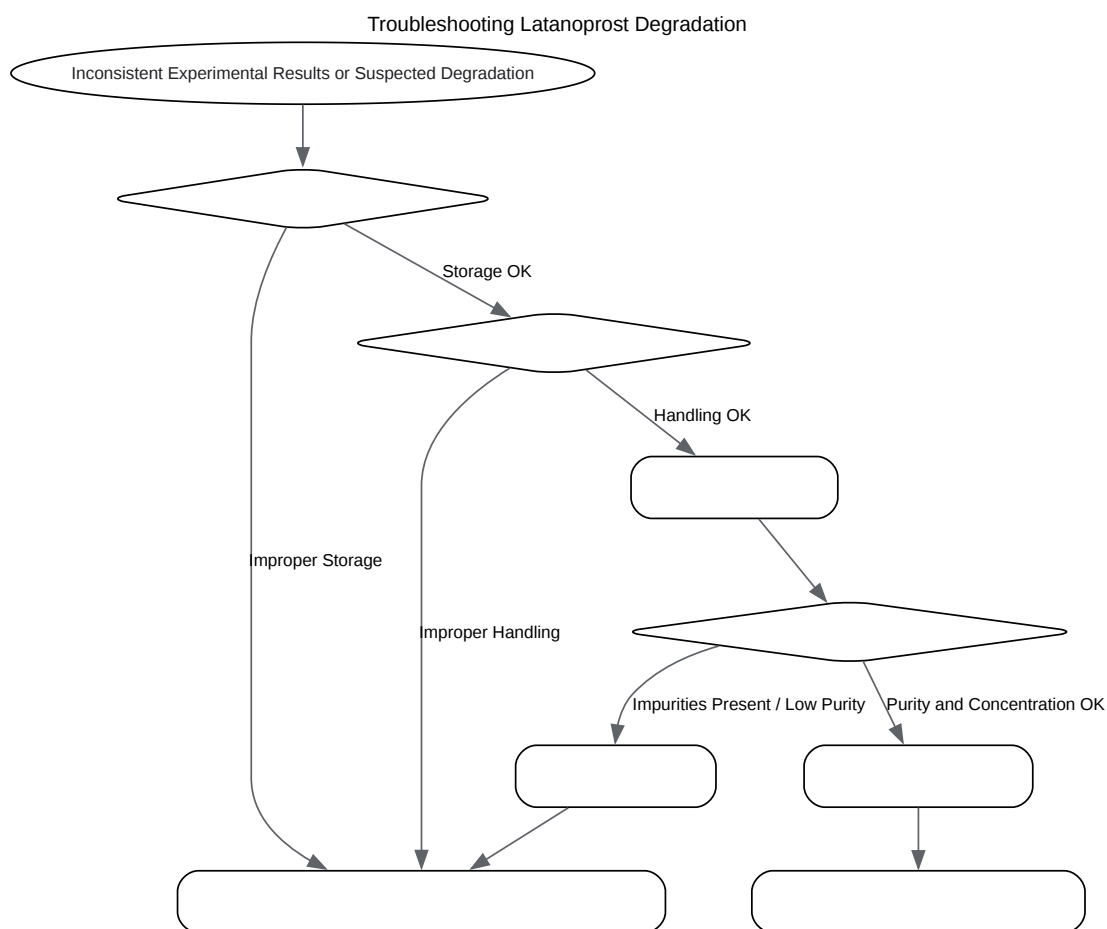 Troubleshooting Latanoprost Degradation
Inconsistent Experimental Results or Suspected Degradation
Storage OK
Handling OK
Improper Storage
Improper Handling
Impurities Present / Low Purity
Purity and Concentration OK